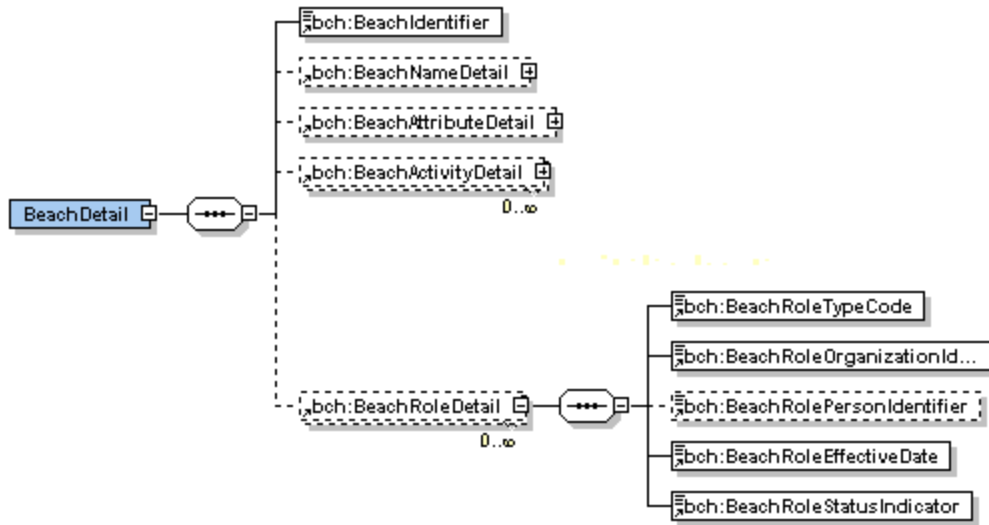 bch:BeachIdentifier
bch:BeachNameDetail
bch:BeachAttributeDetail
bch:BeachActivityDetail
0..∞
BeachDetail
bch:BeachRoleTypeCode
bch:BeachRoleOrganizationId...
bch:BeachRoleDetail
0..∞
bch:BeachRolePersonIdentifier
bch:BeachRoleEffectiveDate
bch:BeachRoleStatusIndicator